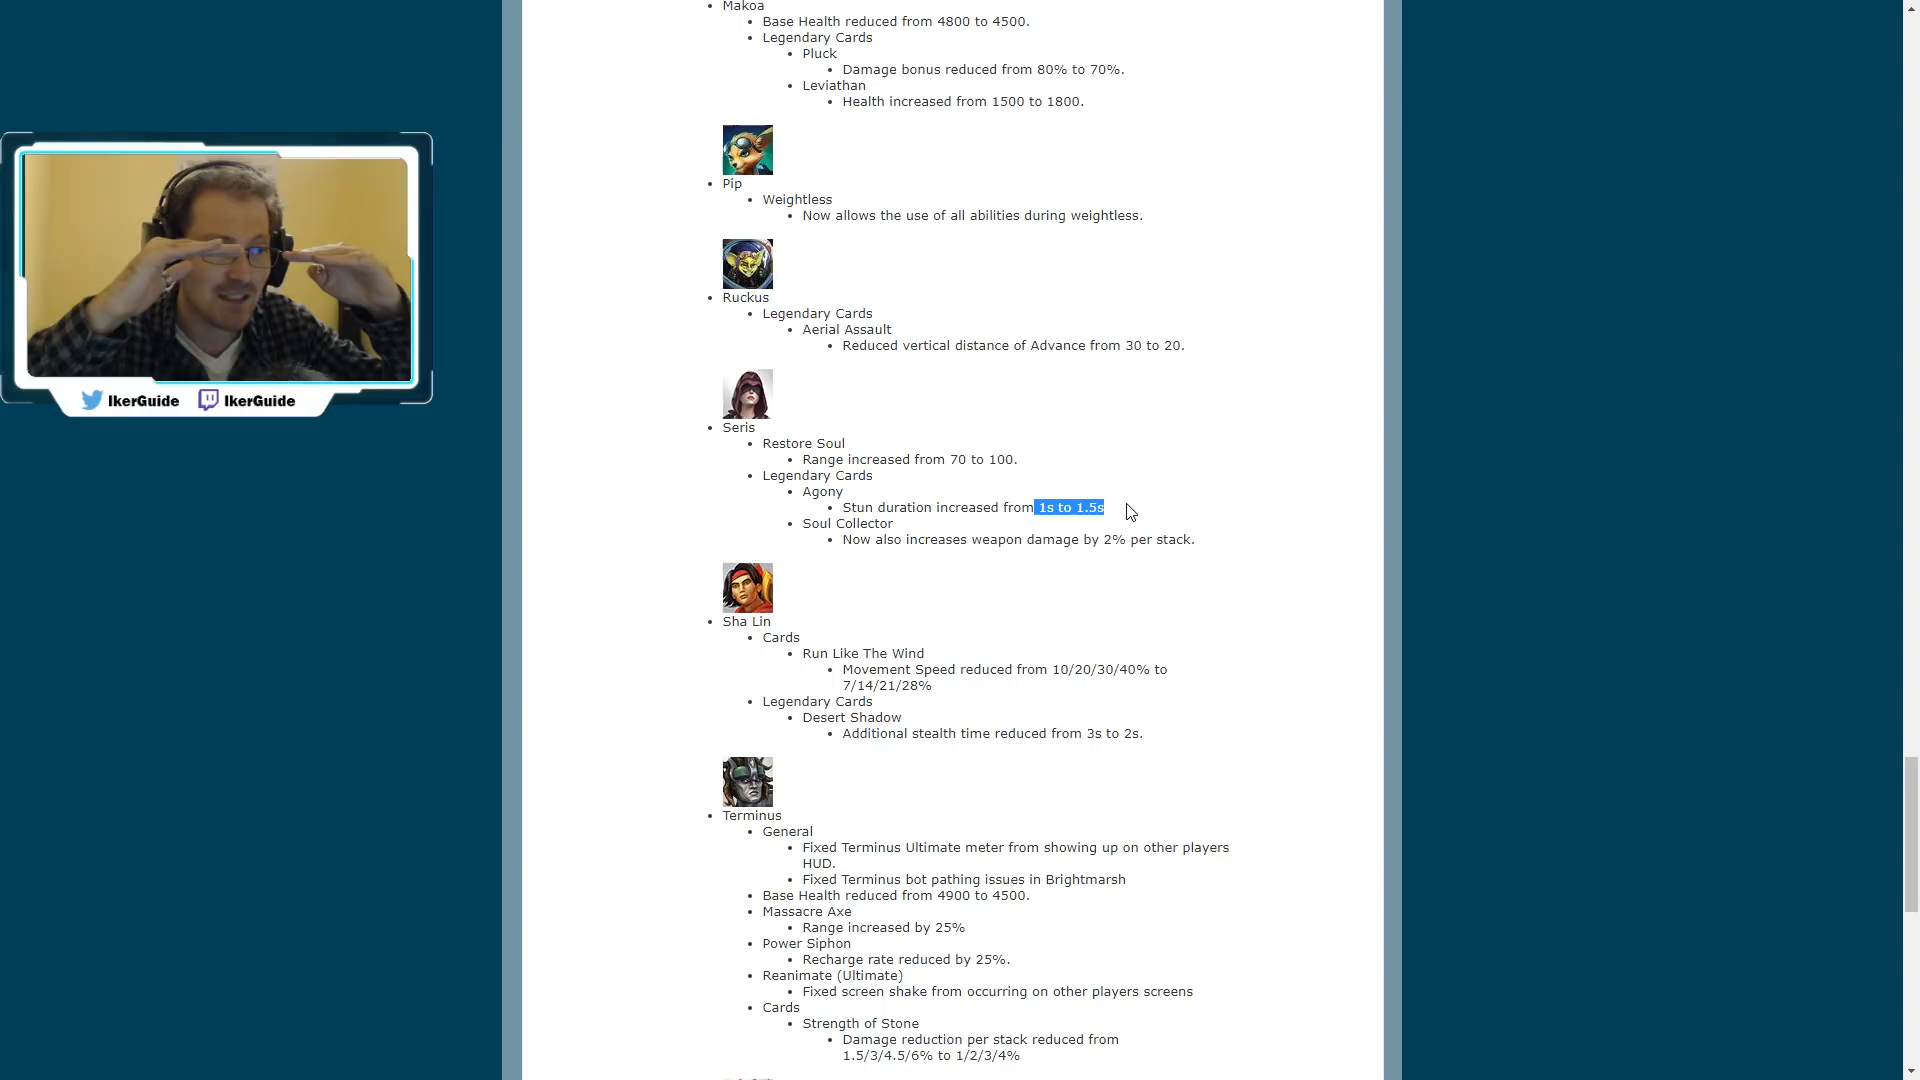 Makoa
Base Health reduced from 4800 to 4500.
Legendary Cards
Pluck
Damage bonus reduced from 80% to 70%.
Leviathan
Health increased from 1500 to 1800.
Pip
Weightless
Now allows the use of all abilities during weightless.
Ruckus
Legendary Cards
Aerial Assault
Reduced vertical distance of Advance from 30 to 20.
IkerGuide IkerGuide
Seris
Restore Soul
Range increased from 70 to 100.
Legendary Cards
Agony
Stun duration increased from 1s to 1.5s
Soul Collector
Now also increases weapon damage by 2% per stack.
Sha Lin
Cards
Run Like The Wind
Movement Speed reduced from 10/20/30/40% to
7/14/21/28%
Legendary Cards
Desert Shadow
Additional stealth time reduced from 3s to 2s.
Terminus
General
Fixed Terminus Ultimate meter from showing up on other players
HUD.
Fixed Terminus bot pathing issues in Brightmarsh
Base Health reduced from 4900 to 4500.
Massacre Axe
Range increased by 25%
Power Siphon
Recharge rate reduced by 25%.
Reanimate (Ultimate)
Fixed screen shake from occurring on other players screens
Cards
Strength of Stone
Damage reduction per stack reduced from
1.5/3/4.5/6% to 1/2/3/4%